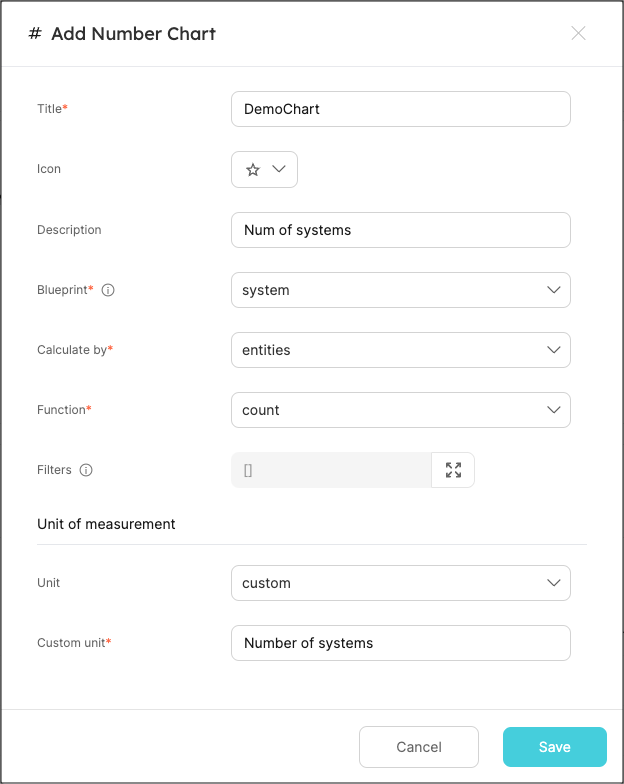 # Add Number Chart
Title*
DemoChart
Icon
Description
Num of systems
Blueprint*
system
Calculate by*
entities
Function*
count
Filters
[]
Unit of measurement
Unit
custom
Custom unit*
Number of systems
Cancel
Save